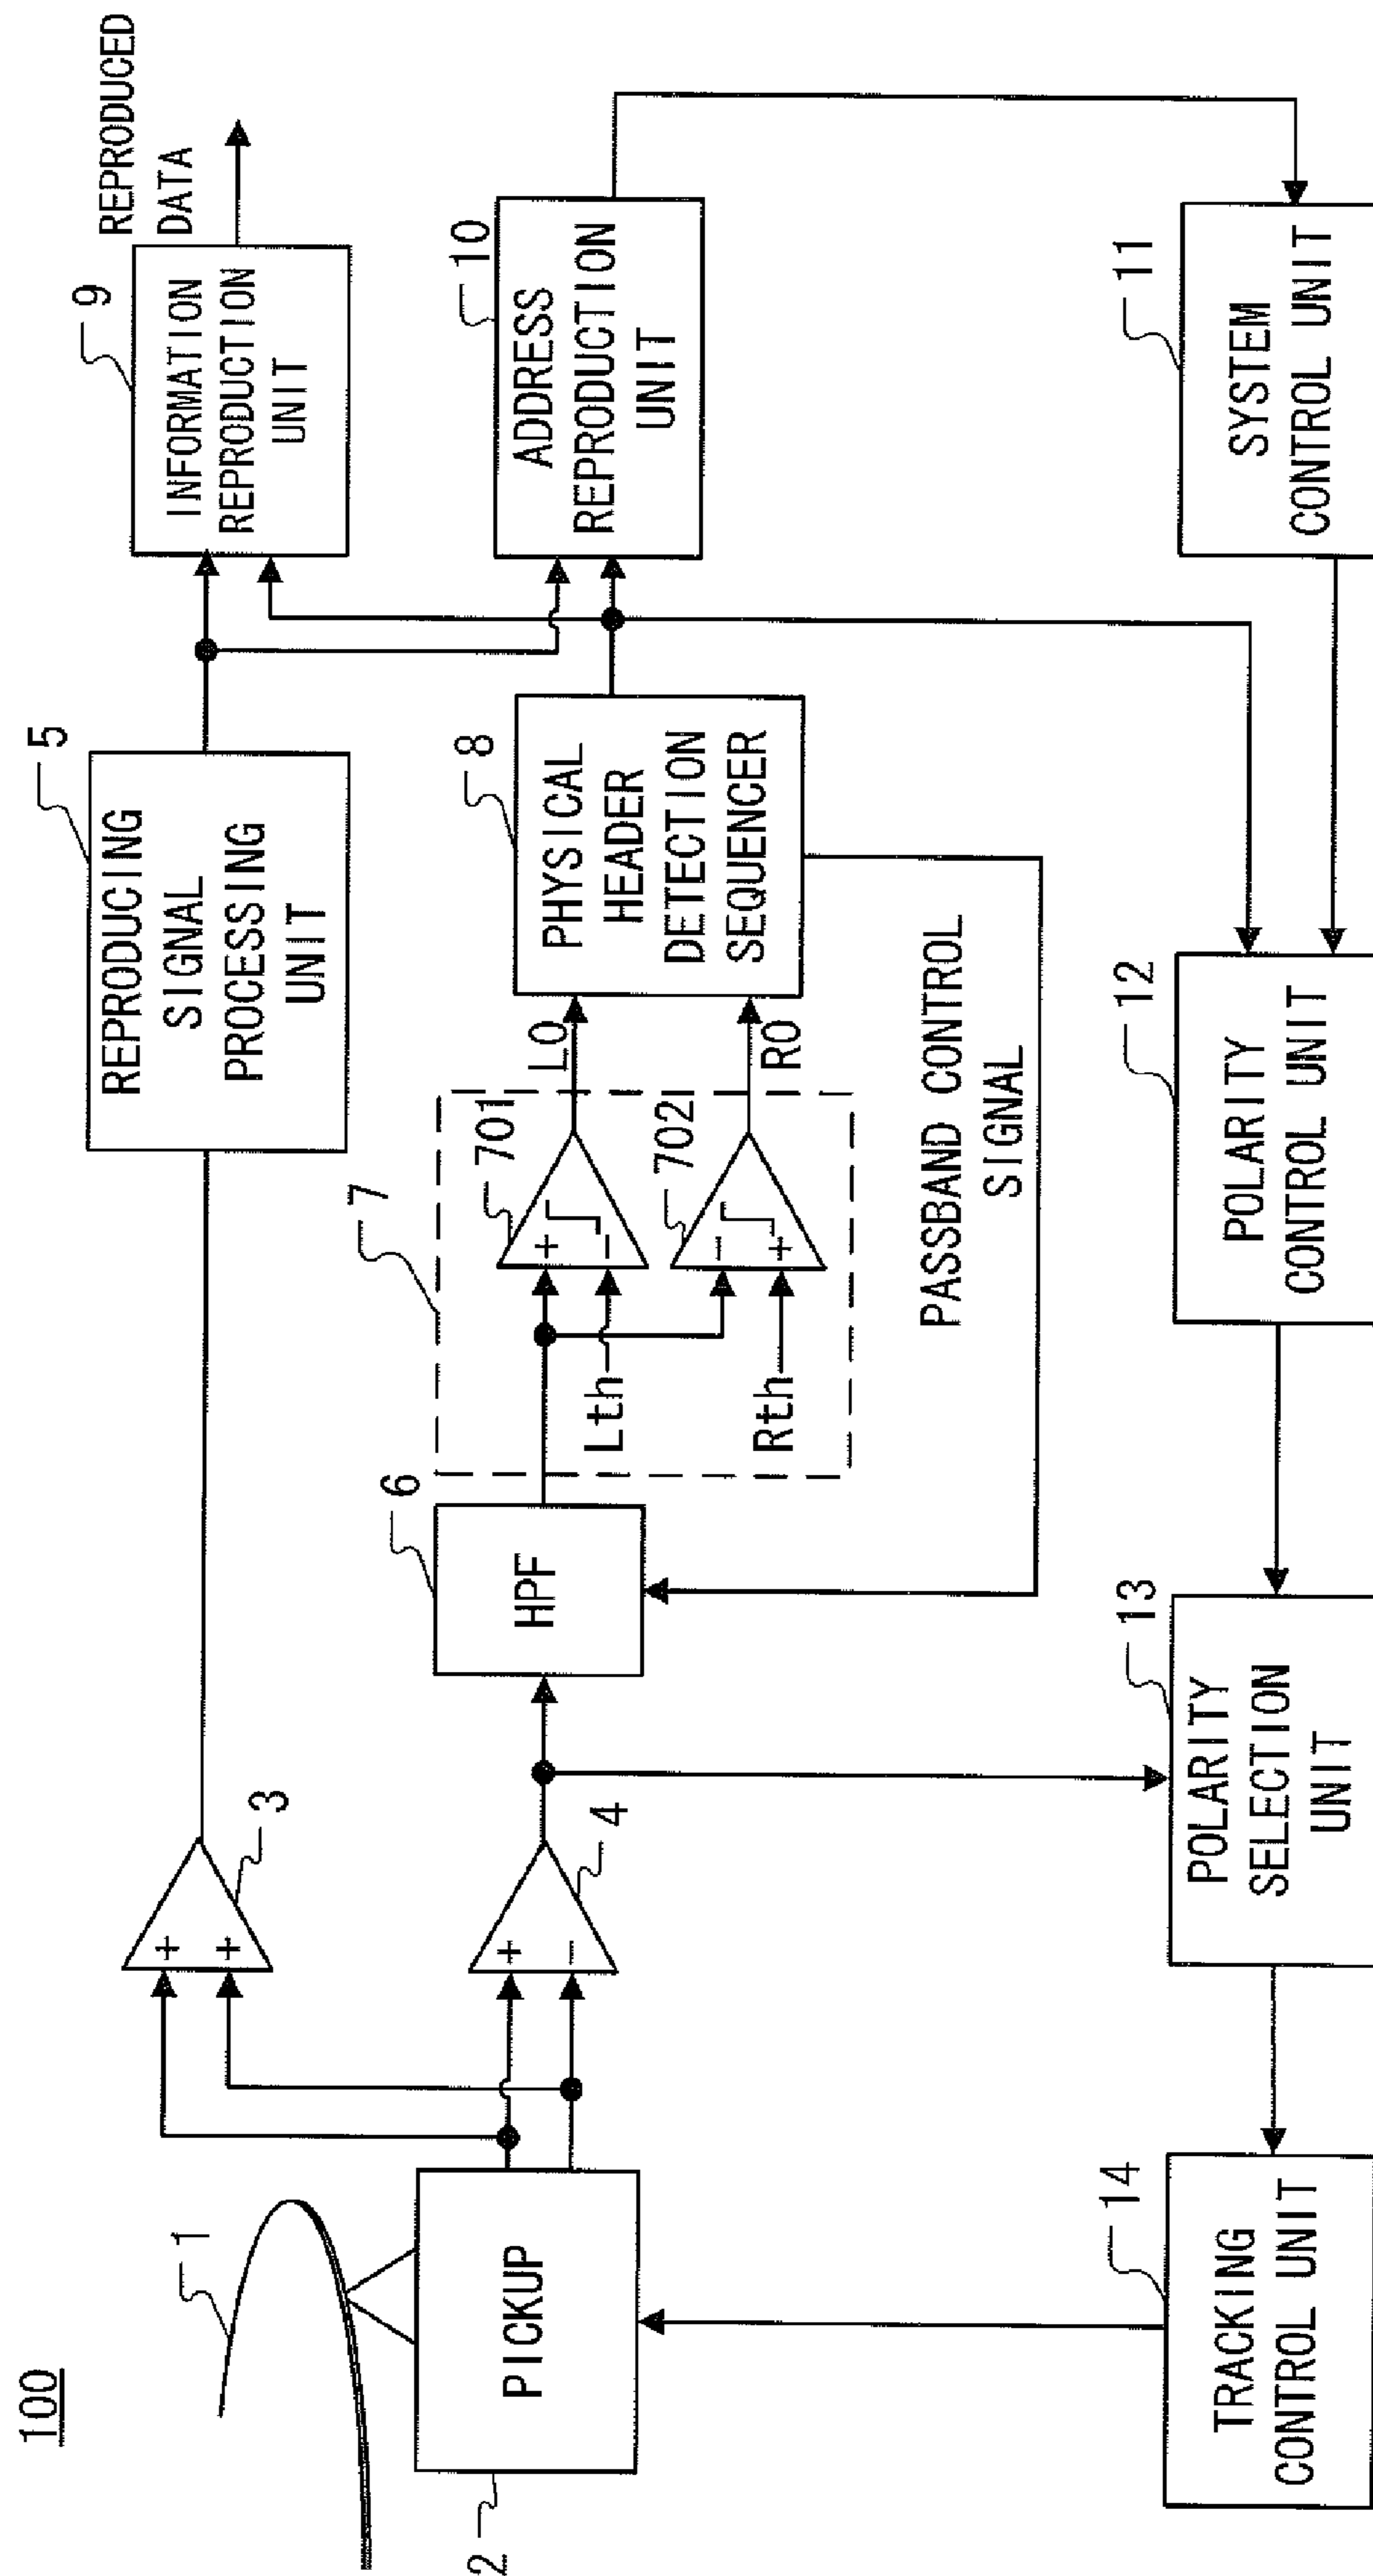 100
1
2
PICKUP
+
+
3
+
-
4
5
REPRODUCING
SIGNAL
PROCESSING
UNIT
6
HPF
7
Lth
Rth
+
-
701
-
+
702
LO
RO
8
PHYSICAL
HEADER
DETECTION
SEQUENCER
PASSBAND CONTROL
SIGNAL
9
INFORMATION
REPRODUCTION
UNIT
REPRODUCED
DATA
10
ADDRESS
REPRODUCTION
UNIT
14
TRACKING
CONTROL UNIT
13
POLARITY
SELECTION
UNIT
12
POLARITY
CONTROL UNIT
11
SYSTEM
CONTROL UNIT